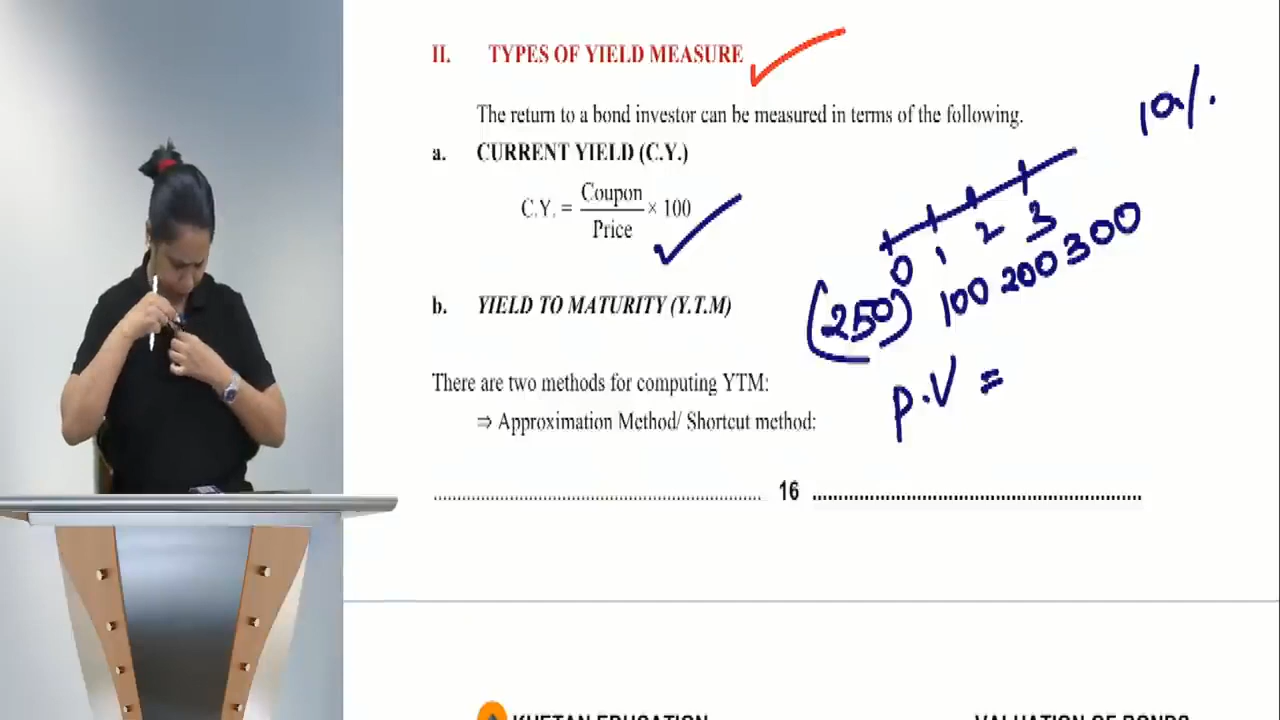 II. TYPES OF YIELD MEASURE
The return to a bond investor can be measured in terms of the following.
10%.
a. CURRENT YIELD (C.Y.)
C.Y. = Coupon / Price × 100
0 1 2 3
(250) 100 200 300
b. YIELD TO MATURITY (Y.T.M)
P.V =
There are two methods for computing YTM:
⇒ Approximation Method/ Shortcut method:
16
KHETAN EDUCATION
VALUATION OF BONDS